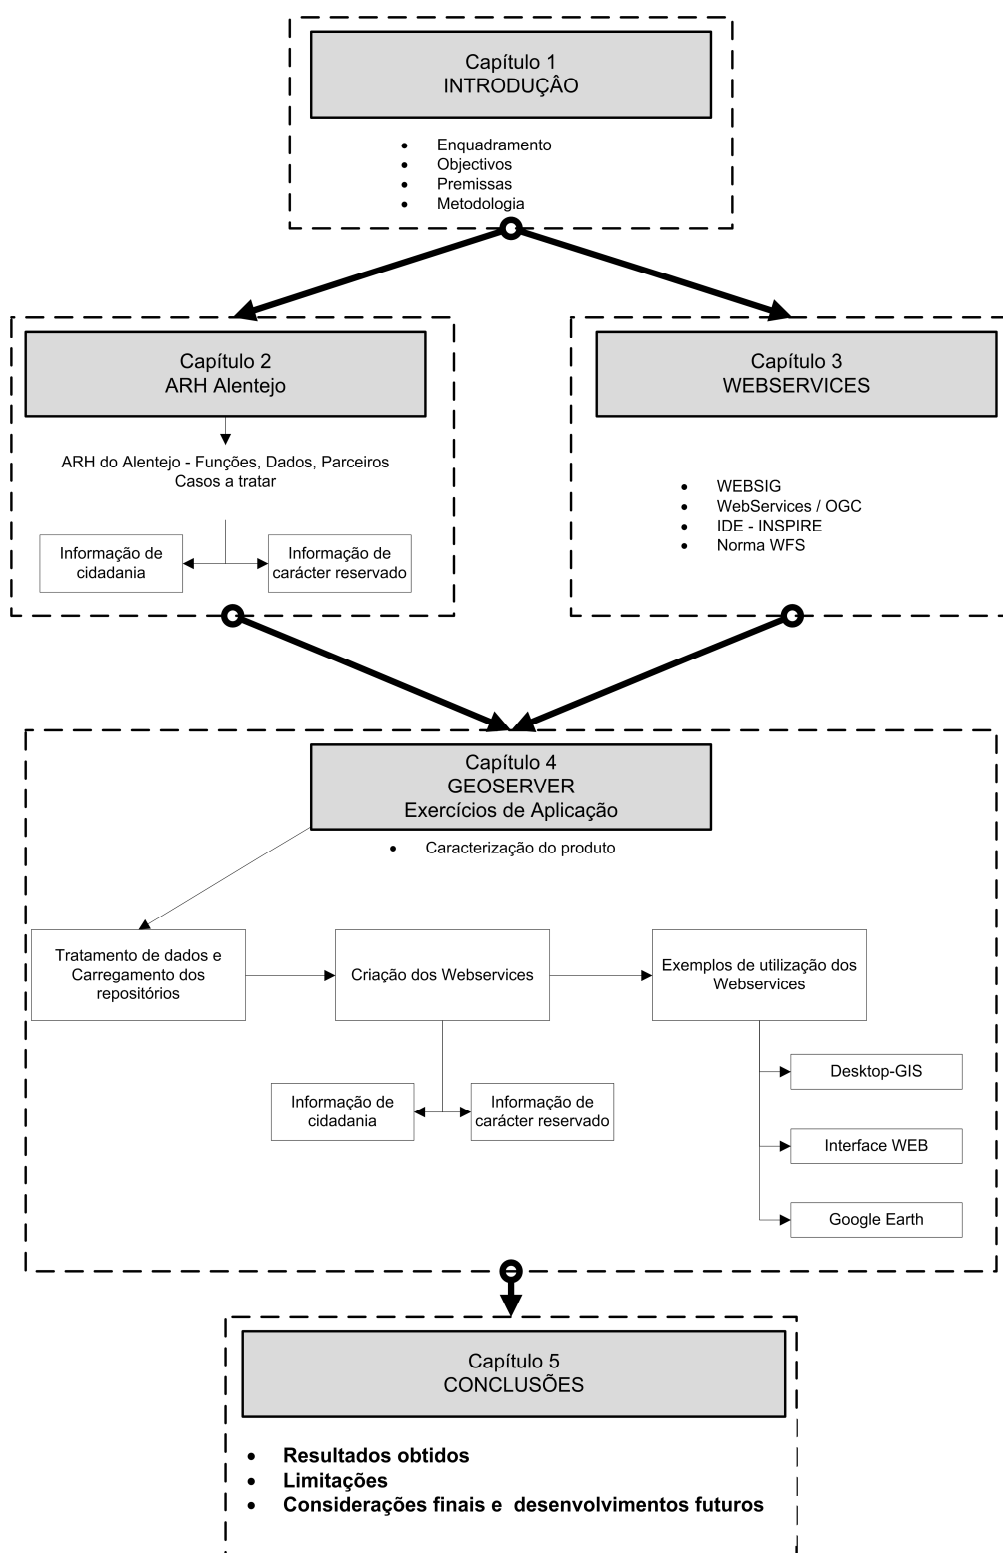 Capítulo 1
INTRODUÇÂO
• Enquadramento
• Objectivos
• Premissas
• Metodologia
Capítulo 2
ARH Alentejo
ARH do Alentejo - Funções, Dados, Parceiros
Casos a tratar
Informação de
cidadania
Informação de
carácter reservado
Capítulo 3
WEBSERVICES
• WEBSIG
• WebServices / OGC
• IDE - INSPIRE
• Norma WFS
Capítulo 4
GEOSERVER
Exercícios de Aplicação
• Caracterização do produto
Tratamento de dados e
Carregamento dos
repositórios
Criação dos Webservices
Exemplos de utilização dos
Webservices
Informação de
cidadania
Informação de
carácter reservado
Desktop-GIS
Interface WEB
Google Earth
Capítulo 5
CONCLUSÕES
• Resultados obtidos
• Limitações
• Considerações finais e  desenvolvimentos futuros